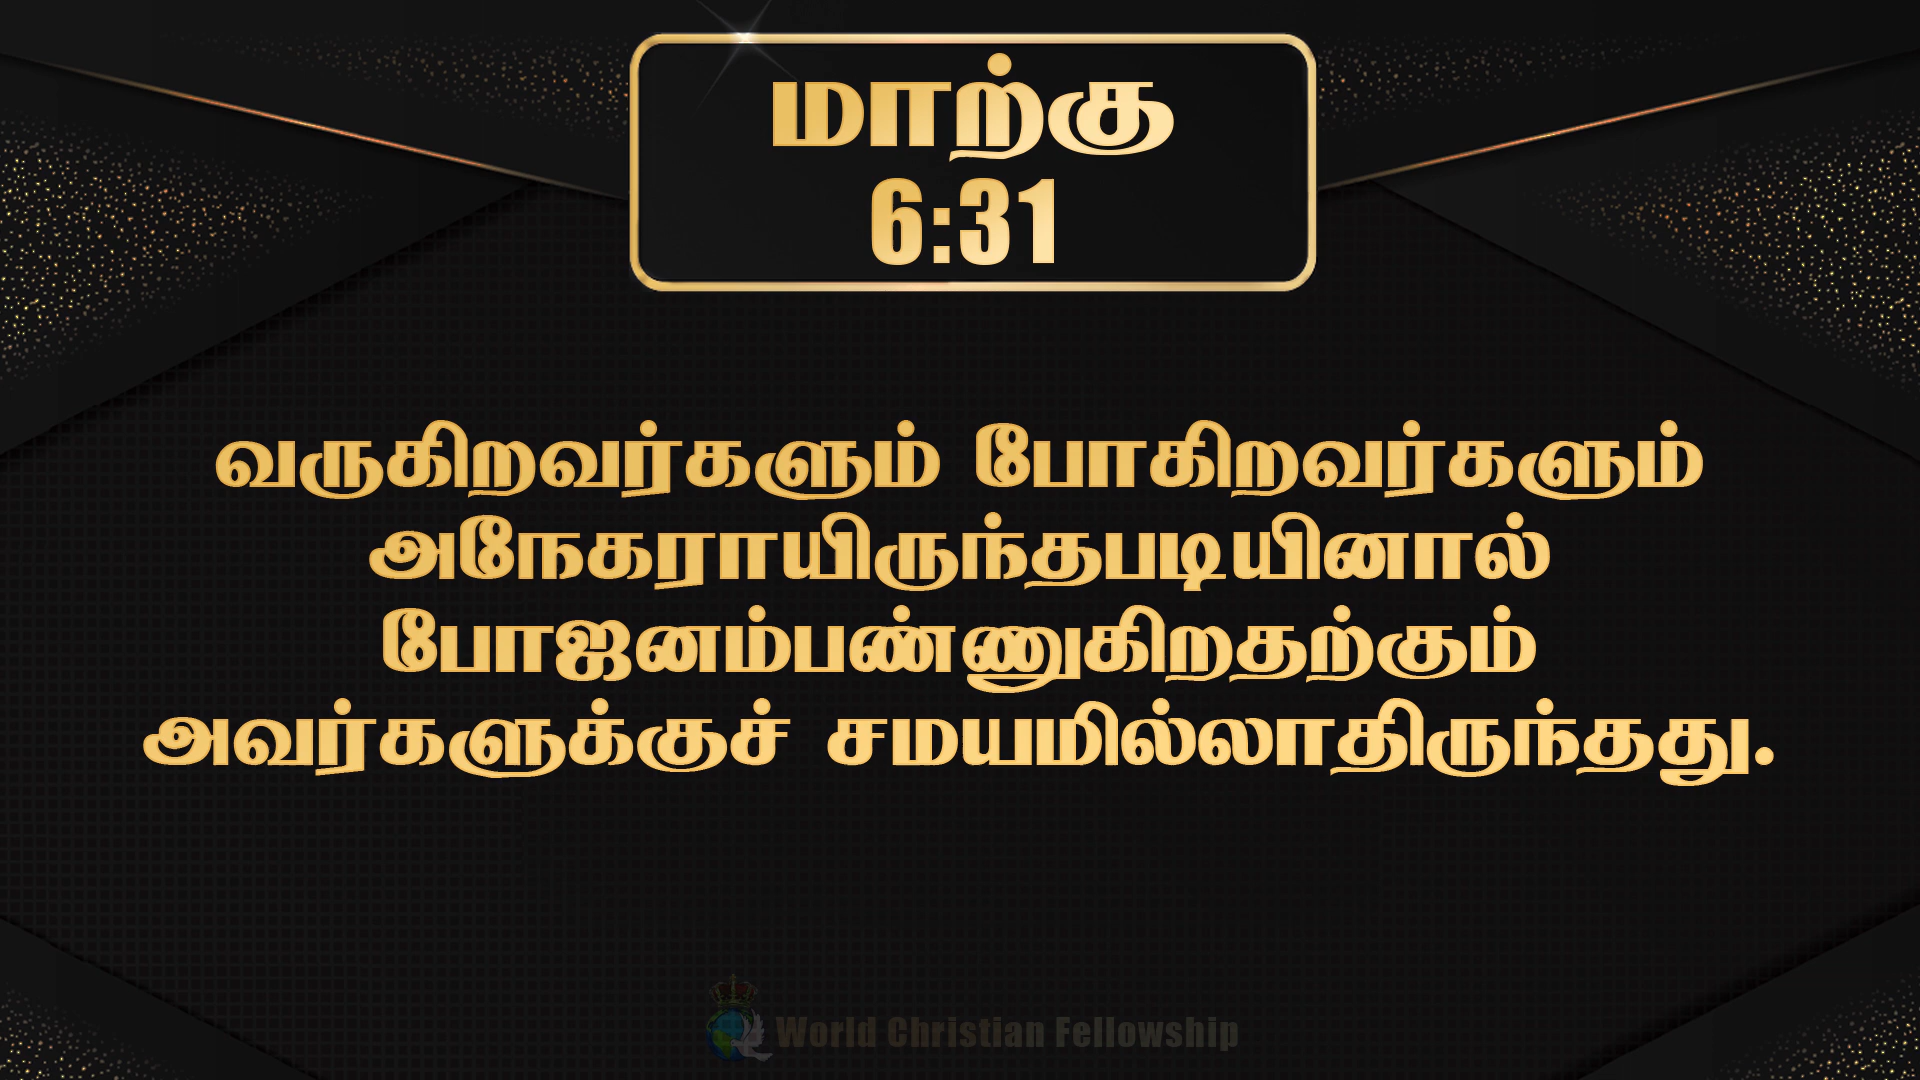 மாற்கு
6:31
வருகிறவர்களும் போகிறவர்களும்
அநேகராயிருந்தபடியினால்
போஜனம்பண்ணுகிறதற்கும்
அவர்களுக்குச் சமயமில்லாதிருந்தது.
World Christian Fellowship